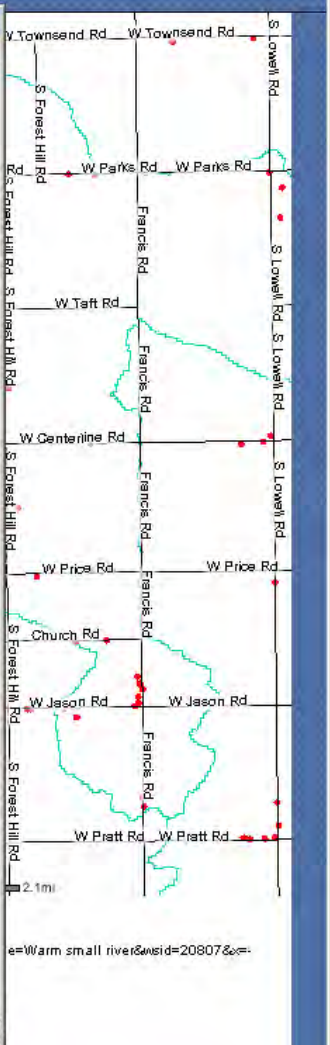 W Townsend Rd W Townsend Rd
S Lowell Rd
S Forest Hill Rd
Rd W Parks Rd W Parks Rd
S Forest Hill Rd
Francis Rd
S Lowell Rd
W Taft Rd
S Forest Hill Rd
Francis Rd
S Lowell Rd
W Centerline Rd
S Forest Hill Rd
Francis Rd
S Lowell Rd
W Price Rd W Price Rd
Francis Rd
Church Rd
S Forest Hill Rd
W Jason Rd W Jason Rd
Francis Rd
S Forest Hill Rd
W Pratt Rd W Pratt Rd
2.1mi
e=Warm small river&wsid=20807&x=-